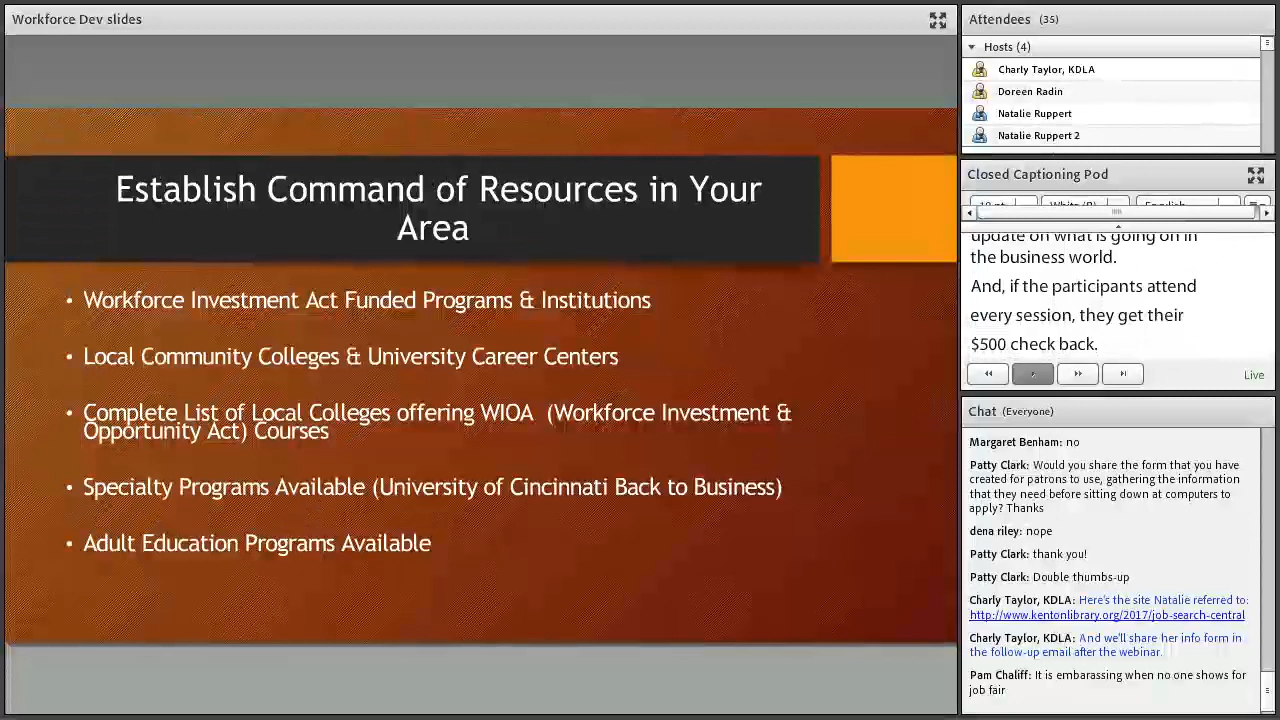 Workforce Dev slides
Establish Command of Resources in Your
Area
• Workforce Investment Act Funded Programs & Institutions
• Local Community Colleges & University Career Centers
• Complete List of Local Colleges offering WIOA (Workforce Investment &
Opportunity Act) Courses
• Specialty Programs Available (University of Cincinnati Back to Business)
• Adult Education Programs Available
Attendees (35)
Hosts (4)
Charly Taylor, KDLA
Doreen Radin
Natalie Ruppert
Natalie Ruppert 2
Closed Captioning Pod
English
update on what is going on in
the business world.
And, if the participants attend
every session, they get their
$500 check back.
Live
Chat (Everyone)
Margaret Benham: no
Patty Clark: Would you share the form that you have
created for patrons to use, gathering the information
that they need before sitting down at computers to
apply? Thanks
dena riley: nope
Patty Clark: thank you!
Patty Clark: Double thumbs-up
Charly Taylor, KDLA: Here's the site Natalie referred to:
http://www.kentonlibrary.org/2017/job-search-central
Charly Taylor, KDLA: And we'll share her info form in
the follow-up email after the webinar.
Pam Chaliff: It is embarassing when no one shows for
job fair